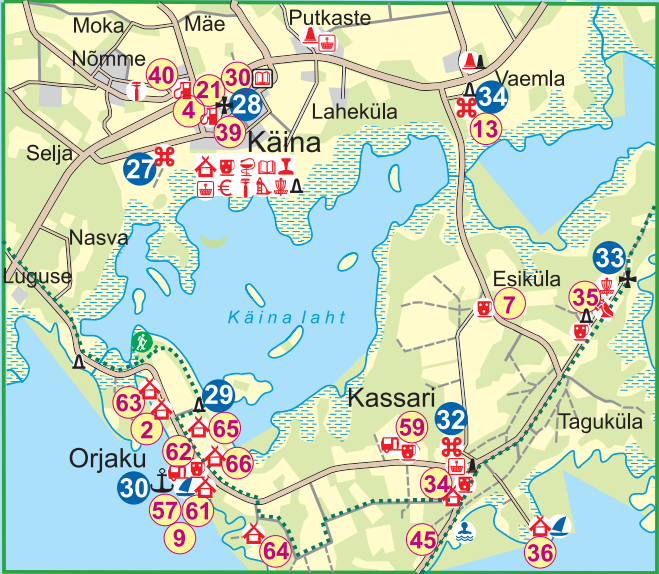 Moka
Mäe
Putkaste
Nõmme
40
30
21
4
28
39
Vaemla
34
13
Laheküla
Käina
Selja
27
€
Nasva
Luguse
33
Esiküla
7
35
Käina laht
63
2
29
65
Kassari
59
32
Taguküla
62
66
Orjaku
30
57
61
9
34
64
45
36